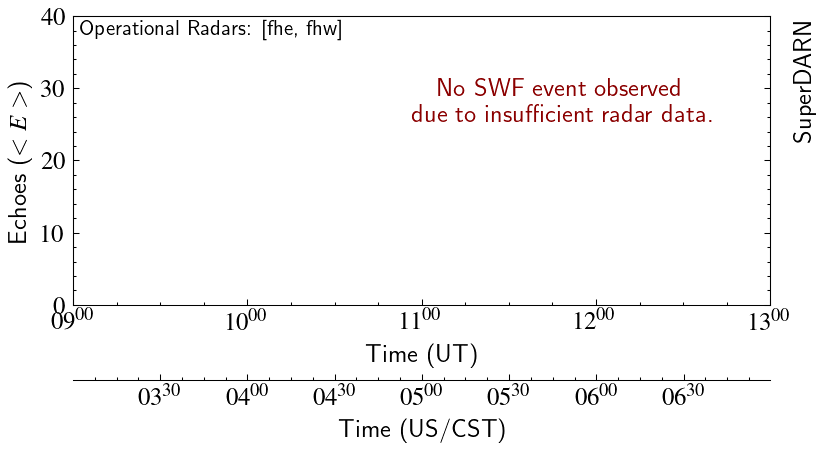 40
Operational Radars: [fhe, fhw]
SuperDARN
No SWF event observed
due to insufficient radar data.
30
20
10
0
Echoes (< E >)
09⁰⁰ 10⁰⁰ 11⁰⁰ 12⁰⁰ 13⁰⁰
Time (UT)
03³⁰ 04⁰⁰ 04³⁰ 05⁰⁰ 05³⁰ 06⁰⁰ 06³⁰
Time (US/CST)